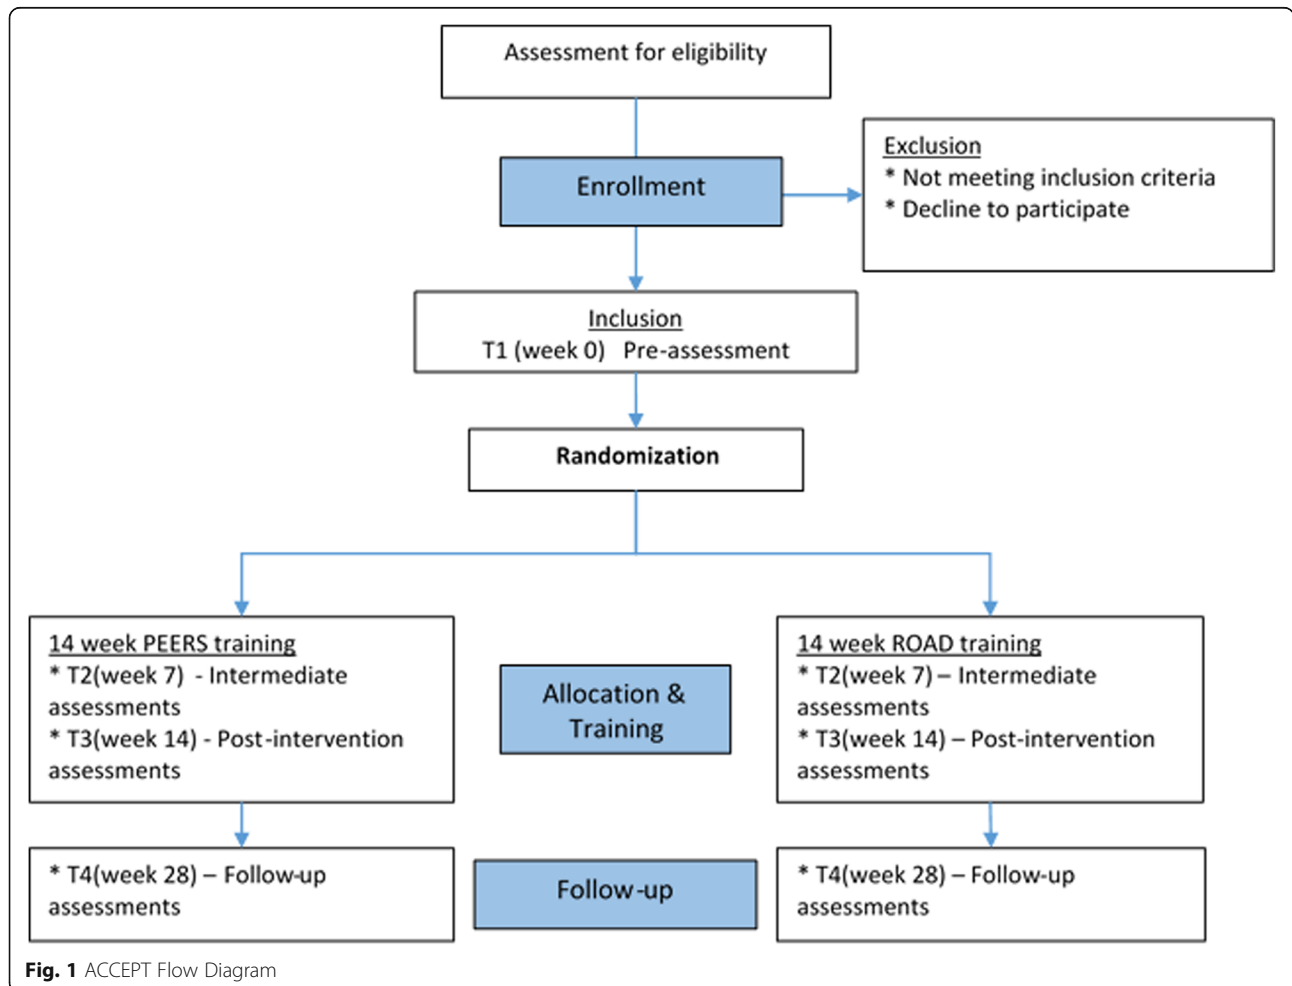 Assessment for eligibility
Enrollment
Exclusion
* Not meeting inclusion criteria
* Decline to participate
Inclusion
T1 (week 0) Pre-assessment
Randomization
14 week PEERS training
* T2(week 7) - Intermediate
assessments
* T3(week 14) - Post-intervention
assessments
Allocation &
Training
14 week ROAD training
* T2(week 7) – Intermediate
assessments
* T3(week 14) – Post-intervention
assessments
* T4(week 28) – Follow-up
assessments
Follow-up
* T4(week 28) – Follow-up
assessments
Fig. 1 ACCEPT Flow Diagram